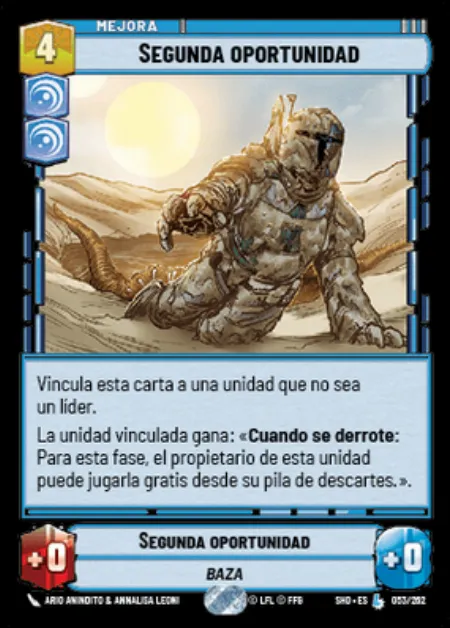 MEJORA
4
SEGUNDA OPORTUNIDAD
Vincula esta carta a una unidad que no sea
un líder.
La unidad vinculada gana: «Cuando se derrote:
Para esta fase, el propietario de esta unidad
puede jugarla gratis desde su pila de descartes.».
+0
SEGUNDA OPORTUNIDAD
+0
BAZA
ARIO ANINDITO & ANNALISA LEONI
© LFL © FFG
SHD • ES
L
053/262